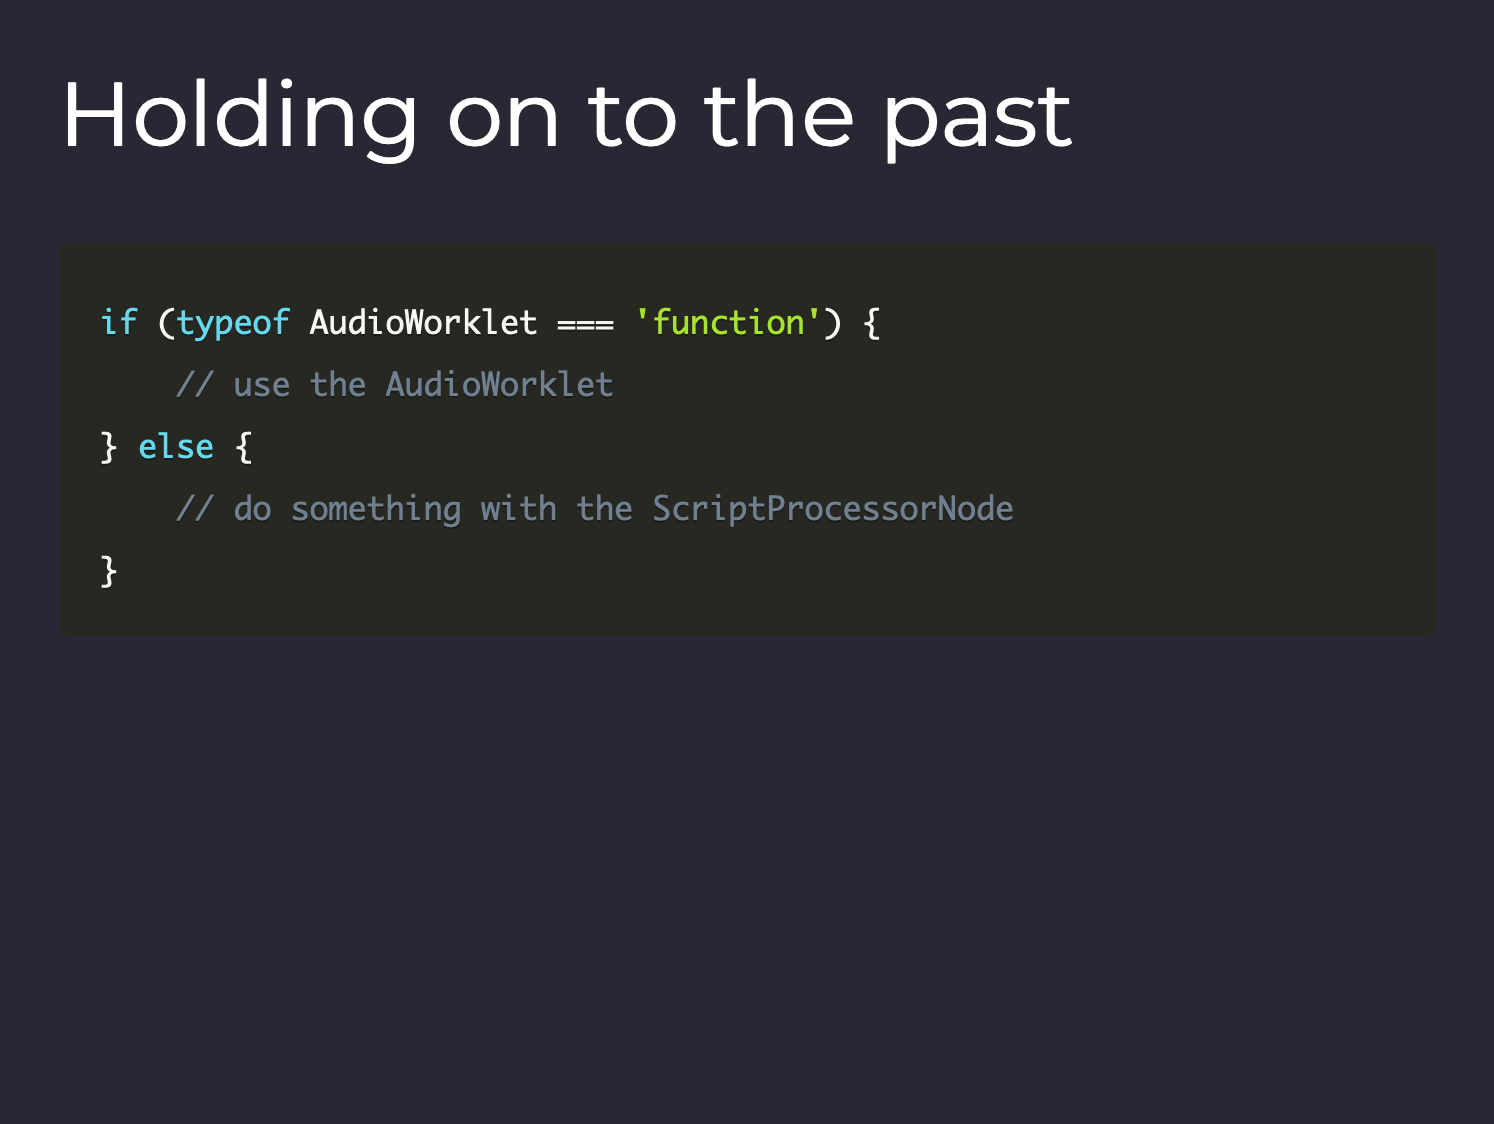 Holding on to the past
if (typeof AudioWorklet === 'function') {
    // use the AudioWorklet
} else {
    // do something with the ScriptProcessorNode
}